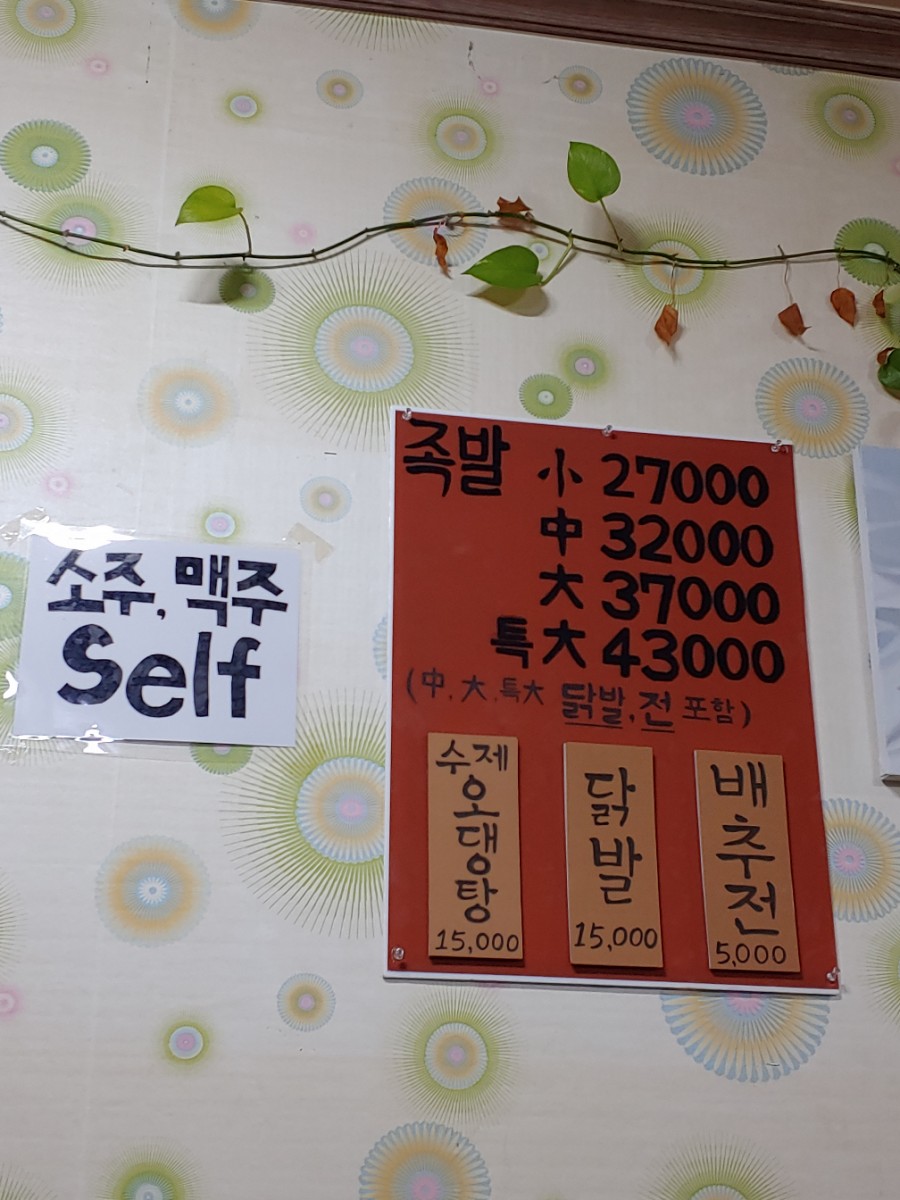 소주, 맥주
Self
족발 小 27000
中 32000
大 37000
특大 43000
(中, 大, 특大 닭발, 전 포함)
수제
오댕탕
15,000
닭발
15,000
배추전
5,000